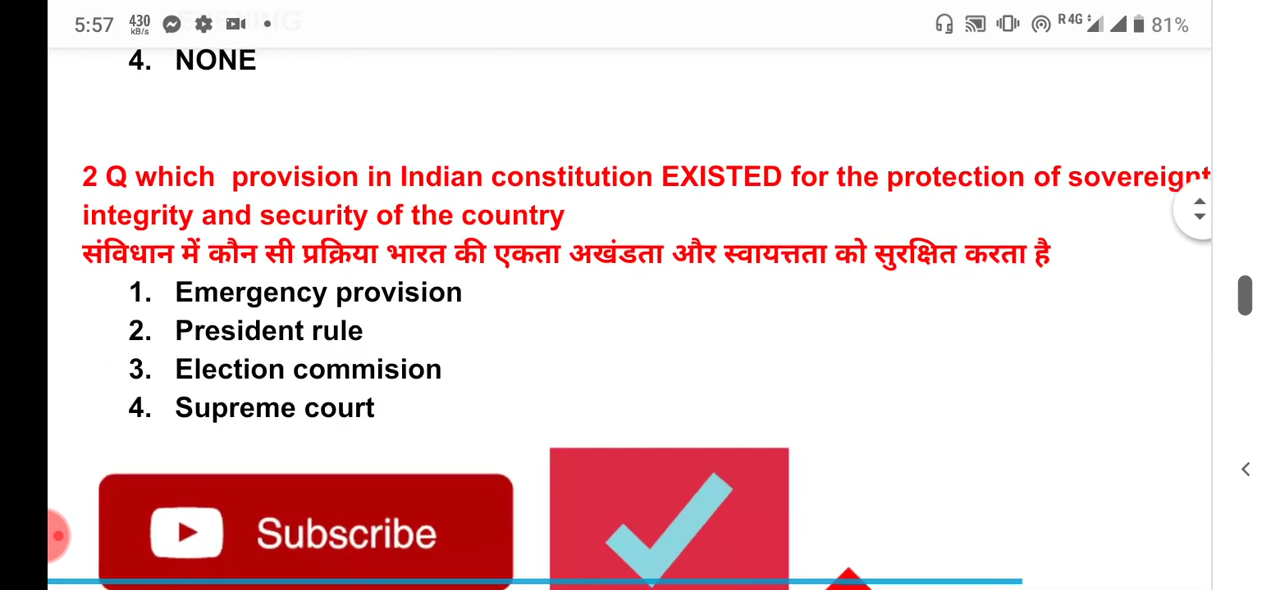 5:57 430 kB/s R 4G 81%
4. NONE
2 Q which provision in Indian constitution EXISTED for the protection of
integrity and security of the country
संविधान में कौन सी प्रक्रिया भारत की एकता अखंडता और स्वायत्तता को सुरक्षित करता है
1. Emergency provision
2. President rule
3. Election commision
4. Supreme court
Subscribe